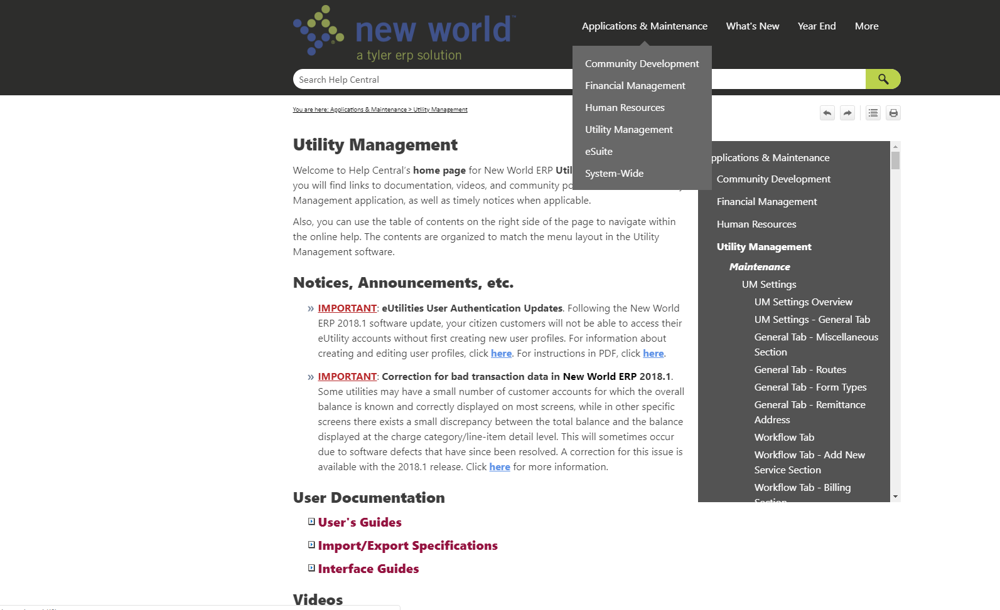 new world™
a tyler erp solution
Applications & Maintenance
What's New
Year End
More
Community Development
Financial Management
Human Resources
Utility Management
eSuite
System-Wide
Search Help Central
You are here: Applications & Maintenance > Utility Management
Utility Management
Welcome to Help Central's home page for New World ERP
you will find links to documentation, videos, and community
Management application, as well as timely notices when applicable.
Also, you can use the table of contents on the right side of the page to navigate within
the online help. The contents are organized to match the menu layout in the Utility
Management software.
Notices, Announcements, etc.
» IMPORTANT: eUtilities User Authentication Updates. Following the New World
ERP 2018.1 software update, your citizen customers will not be able to access their
eUtility accounts without first creating new user profiles. For information about
creating and editing user profiles, click here. For instructions in PDF, click here.
» IMPORTANT: Correction for bad transaction data in New World ERP 2018.1.
Some utilities may have a small number of customer accounts for which the overall
balance is known and correctly displayed on most screens, while in other specific
screens there exists a small discrepancy between the total balance and the balance
displayed at the charge category/line-item detail level. This will sometimes occur
due to software defects that have since been resolved. A correction for this issue is
available with the 2018.1 release. Click here for more information.
User Documentation
User's Guides
Import/Export Specifications
Interface Guides
Videos
pplications & Maintenance
Community Development
Financial Management
Human Resources
Utility Management
Maintenance
UM Settings
UM Settings Overview
UM Settings - General Tab
General Tab - Miscellaneous
Section
General Tab - Routes
General Tab - Form Types
General Tab - Remittance
Address
Workflow Tab
Workflow Tab - Add New
Service Section
Workflow Tab - Billing
Section